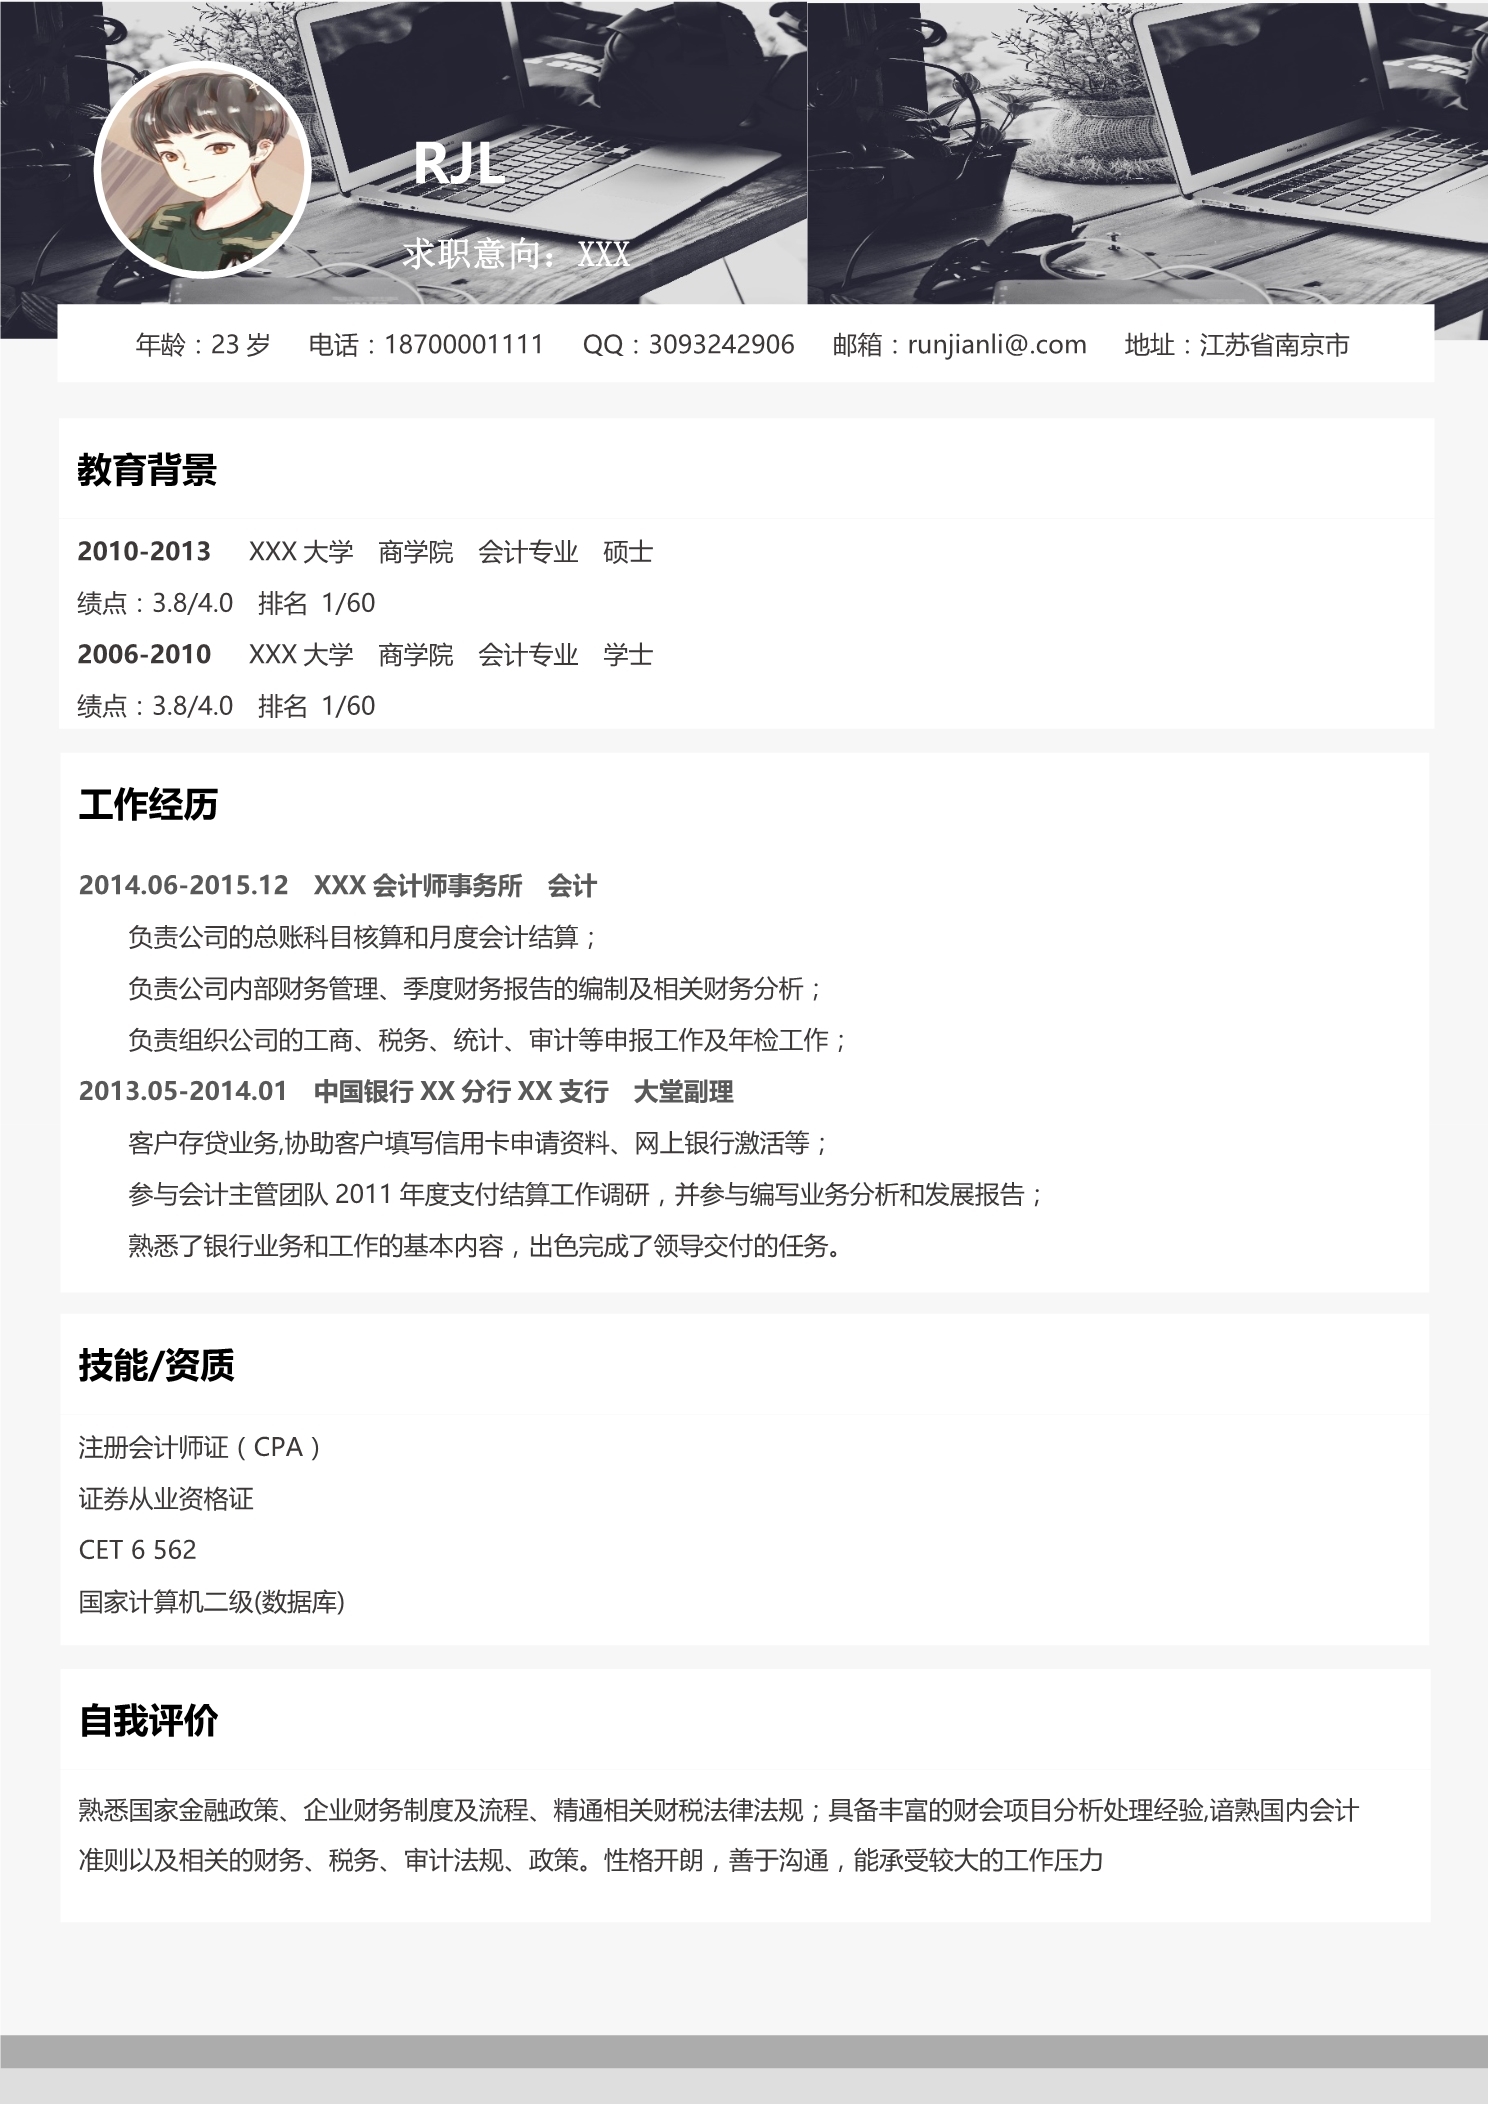 RJL
求职意向：XXX
年龄：23 岁 电话：18700001111 QQ：3093242906 邮箱：runjianli@.com 地址：江苏省南京市
教育背景
2010-2013 XXX 大学 商学院 会计专业 硕士
绩点：3.8/4.0 排名 1/60
2006-2010 XXX 大学 商学院 会计专业 学士
绩点：3.8/4.0 排名 1/60
工作经历
2014.06-2015.12 XXX 会计师事务所 会计
负责公司的总账科目核算和月度会计结算；
负责公司内部财务管理、季度财务报告的编制及相关财务分析；
负责组织公司的工商、税务、统计、审计等申报工作及年检工作；
2013.05-2014.01 中国银行 XX 分行 XX 支行 大堂副理
客户存贷业务,协助客户填写信用卡申请资料、网上银行激活等；
参与会计主管团队 2011 年度支付结算工作调研，并参与编写业务分析和发展报告；
熟悉了银行业务和工作的基本内容，出色完成了领导交付的任务。
技能/资质
注册会计师证（CPA）
证券从业资格证
CET 6 562
国家计算机二级(数据库)
自我评价
熟悉国家金融政策、企业财务制度及流程、精通相关财税法律法规；具备丰富的财会项目分析处理经验,谙熟国内会计
准则以及相关的财务、税务、审计法规、政策。性格开朗，善于沟通，能承受较大的工作压力